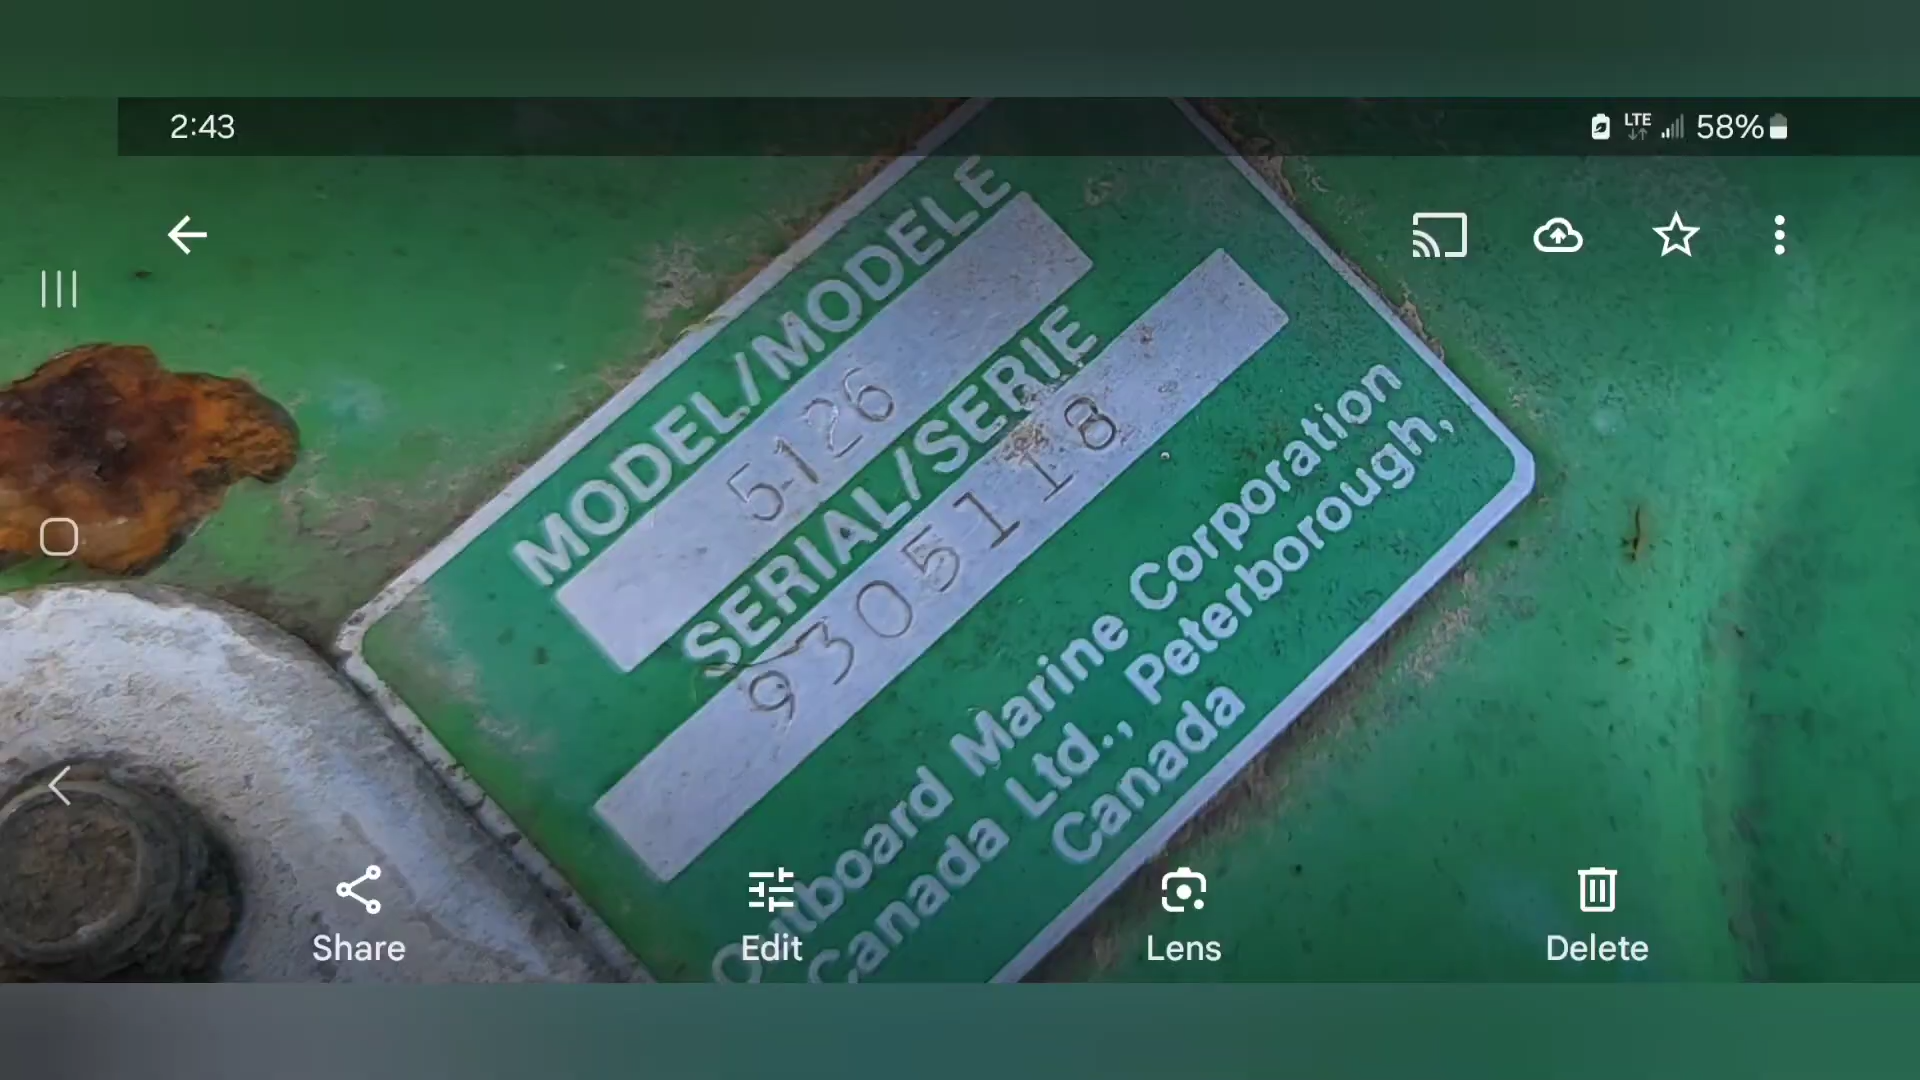 2:43
LTE
58%
MODEL/MODELE
5126
SERIAL/SERIE
9305118
Outboard Marine Corporation
Canada Ltd., Peterborough,
Canada
Share
Edit
Lens
Delete